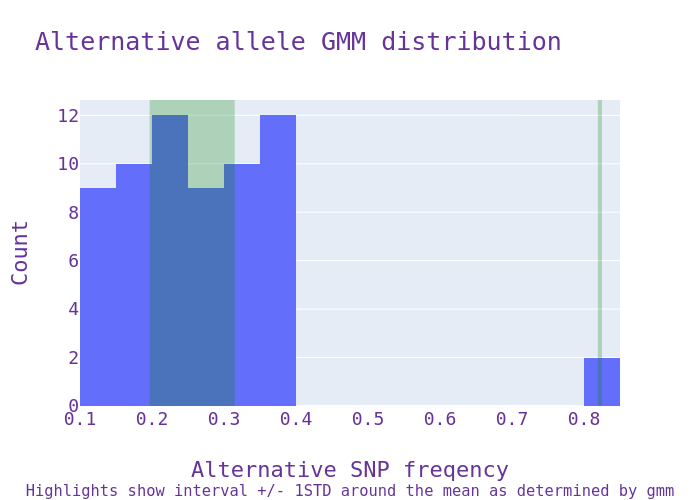 Alternative allele GMM distribution
12
10
8
6
4
2
0
Count
0.1 0.2 0.3 0.4 0.5 0.6 0.7 0.8
Alternative SNP freqency
Highlights show interval +/- 1STD around the mean as determined by gmm